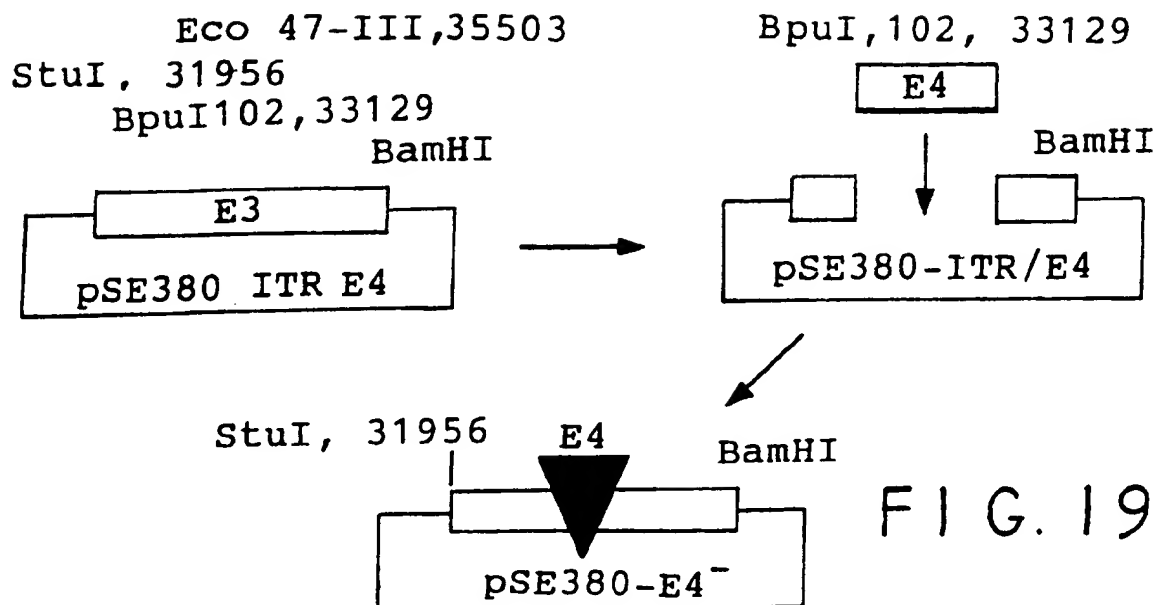 Eco 47-III,35503
StuI, 31956
BpuI102,33129
BamHI
E3
pSE380 ITR E4
BpuI,102, 33129
E4
BamHI
pSE380-ITR/E4
StuI, 31956
E4
BamHI
pSE380-E4⁻
FIG. 19